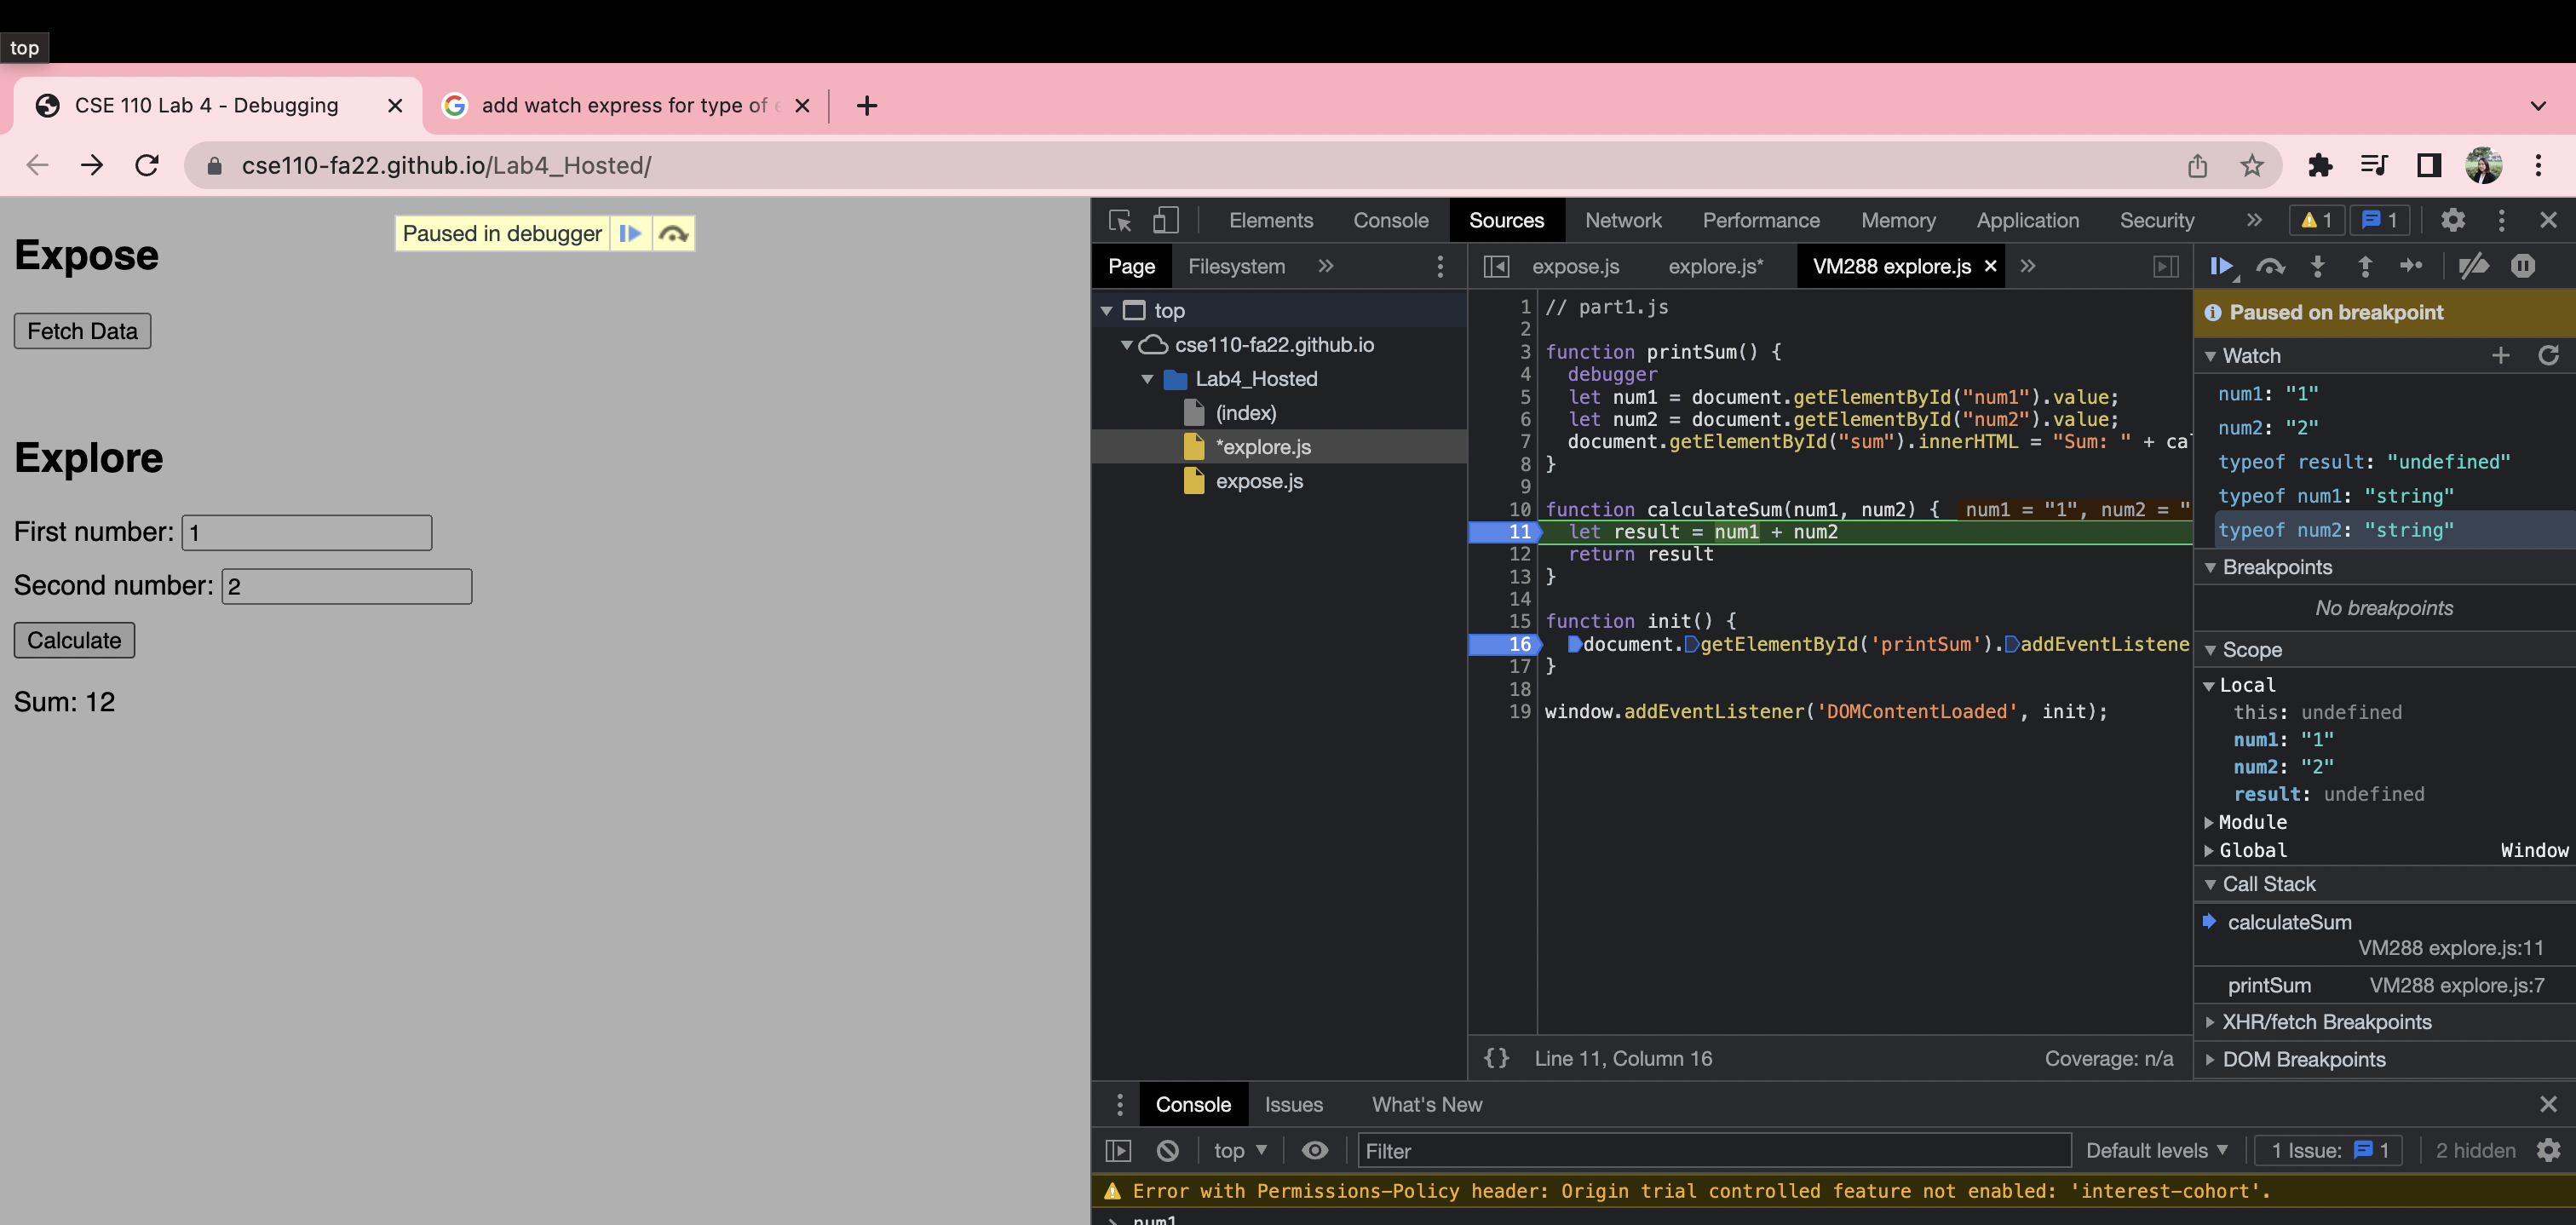 top
CSE 110 Lab 4 - Debugging
add watch express for type of e
cse110-fa22.github.io/Lab4_Hosted/
Paused in debugger
Expose
Fetch Data
Explore
First number: 1
Second number: 2
Calculate
Sum: 12
Elements Console Sources Network Performance Memory Application Security » 1 1
Page Filesystem »
expose.js explore.js* VM288 explore.js »
top
cse110-fa22.github.io
Lab4_Hosted
(index)
*explore.js
expose.js
1 // part1.js
2
3 function printSum() {
4 debugger
5 let num1 = document.getElementById("num1").value;
6 let num2 = document.getElementById("num2").value;
7 document.getElementById("sum").innerHTML = "Sum: " + cal
8 }
9
10 function calculateSum(num1, num2) { num1 = "1", num2 = "
11 let result = num1 + num2
12 return result
13 }
14
15 function init() {
16 document.getElementById('printSum').addEventListene
17 }
18
19 window.addEventListener('DOMContentLoaded', init);
{} Line 11, Column 16 Coverage: n/a
Paused on breakpoint
Watch
num1: "1"
num2: "2"
typeof result: "undefined"
typeof num1: "string"
typeof num2: "string"
Breakpoints
No breakpoints
Scope
Local
this: undefined
num1: "1"
num2: "2"
result: undefined
Module
Global Window
Call Stack
calculateSum
VM288 explore.js:11
printSum VM288 explore.js:7
XHR/fetch Breakpoints
DOM Breakpoints
Console Issues What's New
top Filter Default levels 1 Issue: 1 2 hidden
Error with Permissions-Policy header: Origin trial controlled feature not enabled: 'interest-cohort'.
num1